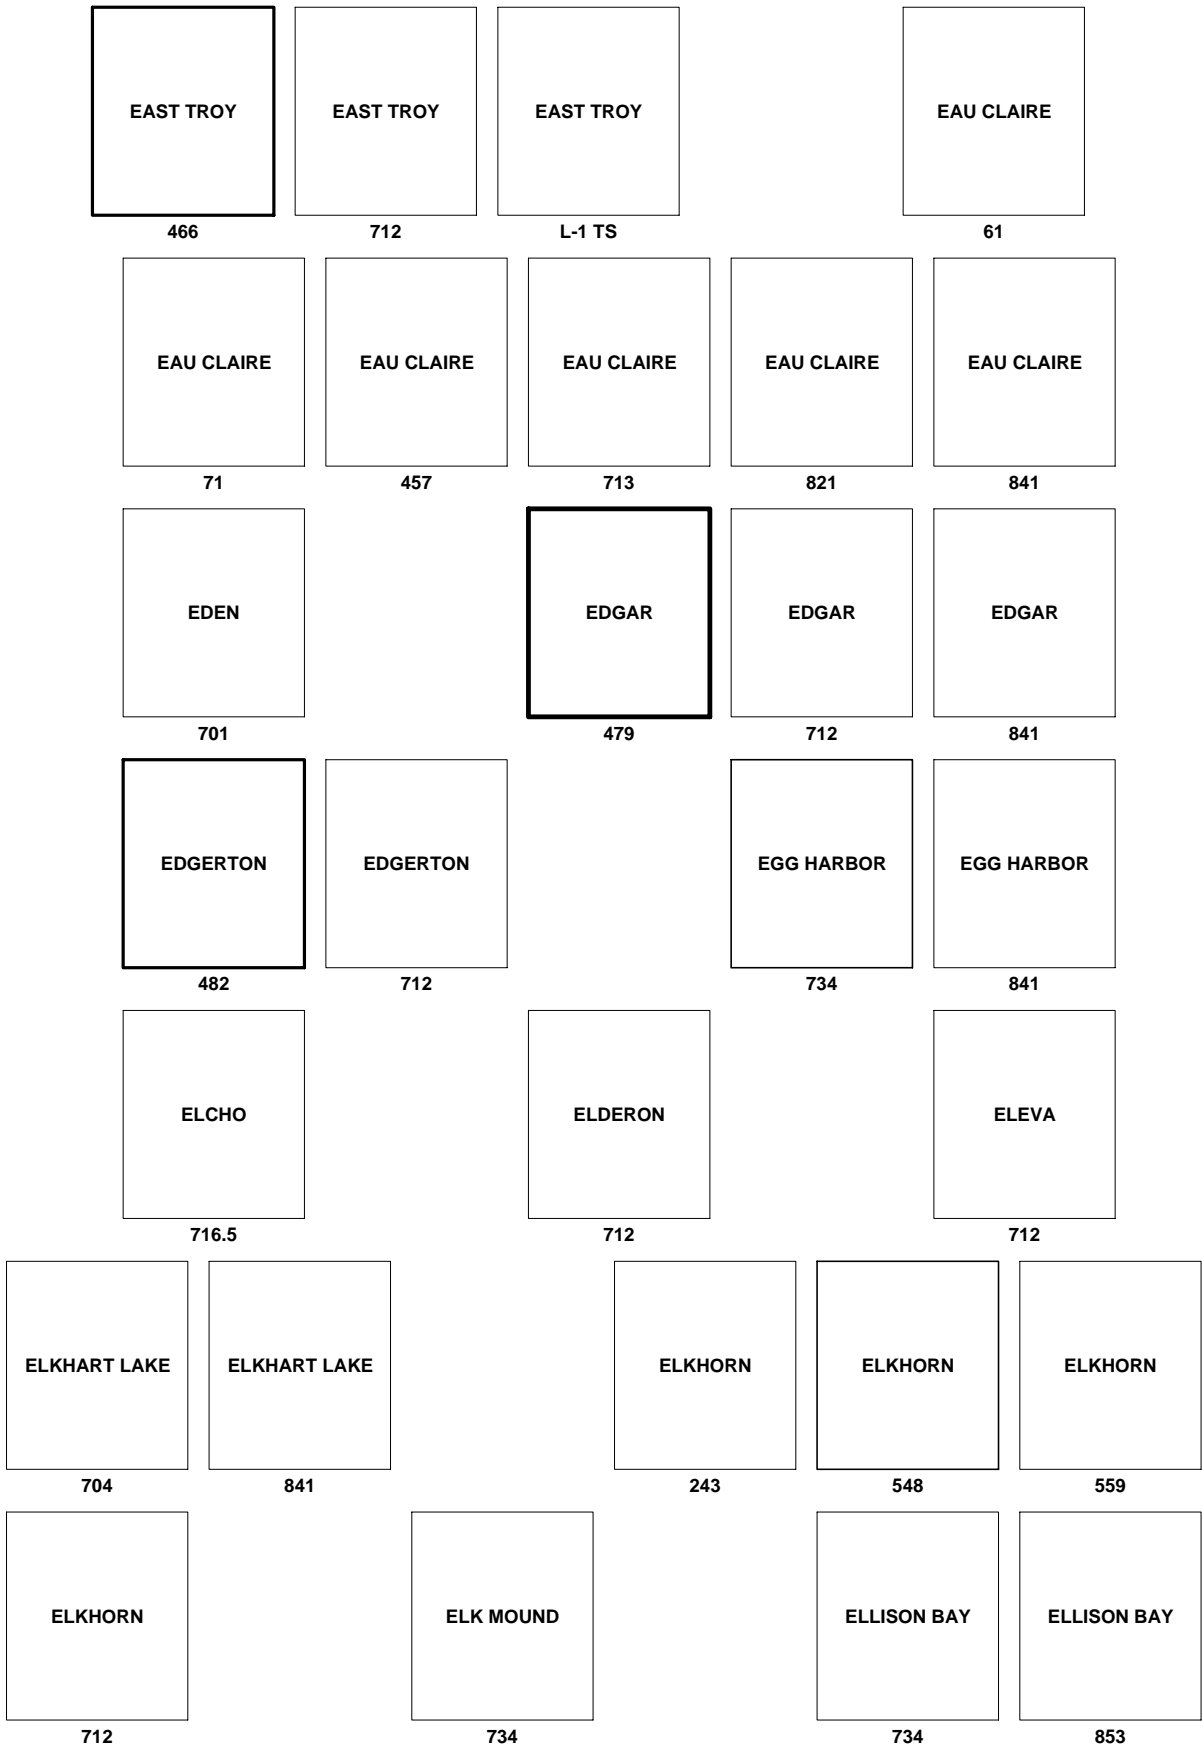 EAST TROY EAST TROY EAST TROY EAU CLAIRE
466 712 L-1 TS 61
EAU CLAIRE EAU CLAIRE EAU CLAIRE EAU CLAIRE EAU CLAIRE
71 457 713 821 841
EDEN EDGAR EDGAR EDGAR
701 479 712 841
EDGERTON EDGERTON EGG HARBOR EGG HARBOR
482 712 734 841
ELCHO ELDERON ELEVA
716.5 712 712
ELKHART LAKE ELKHART LAKE ELKHORN ELKHORN ELKHORN
704 841 243 548 559
ELKHORN ELK MOUND ELLISON BAY ELLISON BAY
712 734 734 853